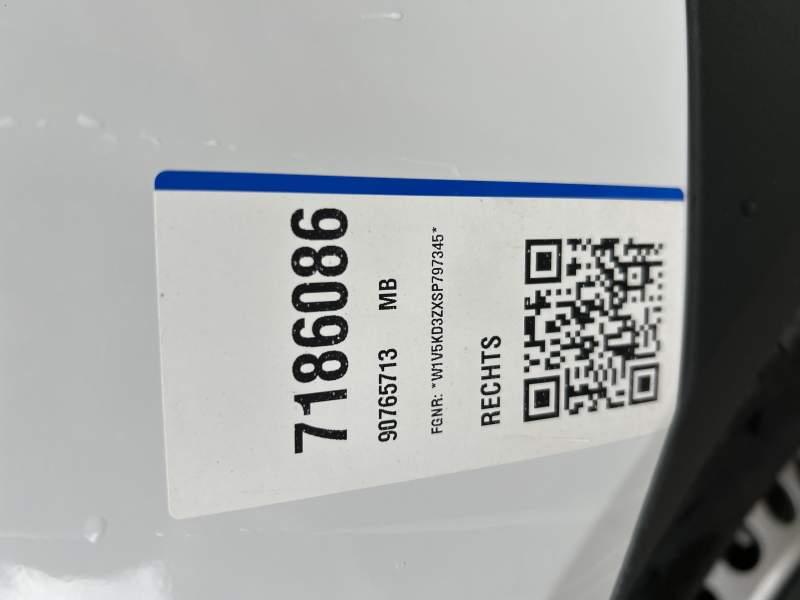 7186086
90765713 MB
FGNR: *W1V5KD3ZXSP797345*
RECHTS